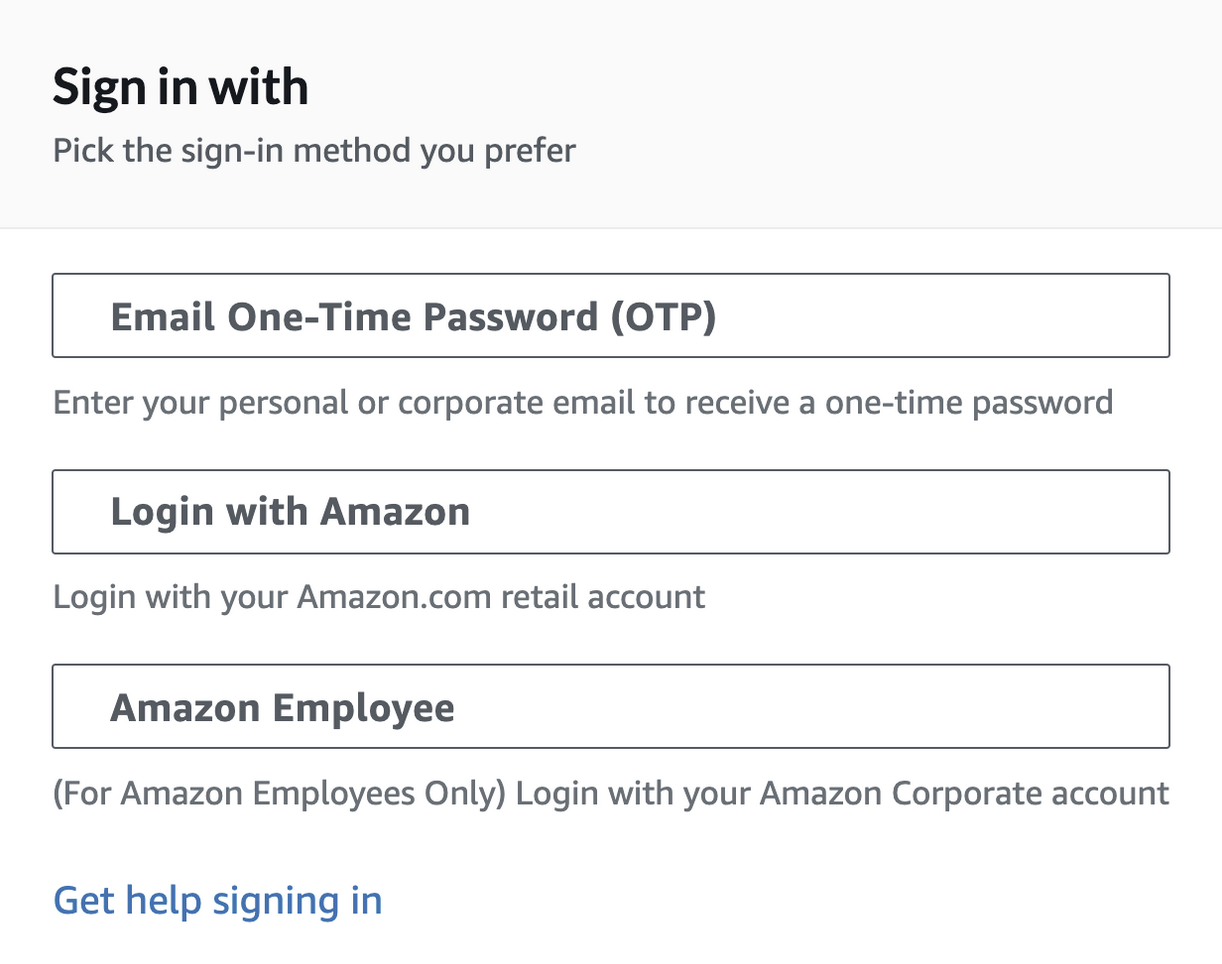 Sign in with
Pick the sign-in method you prefer
Email One-Time Password (OTP)
Enter your personal or corporate email to receive a one-time password
Login with Amazon
Login with your Amazon.com retail account
Amazon Employee
(For Amazon Employees Only) Login with your Amazon Corporate account
Get help signing in